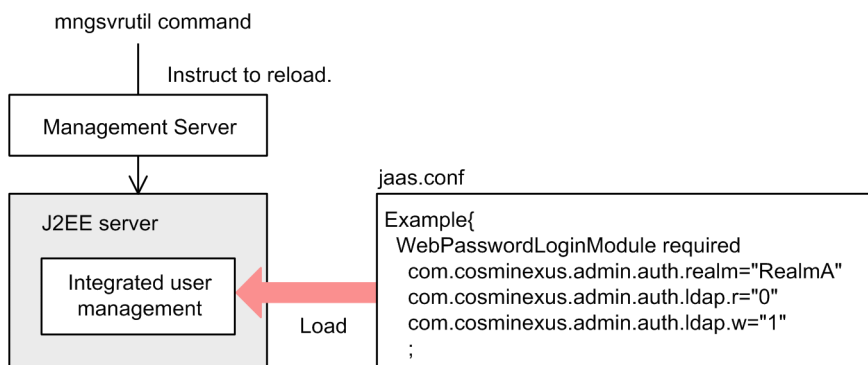 mngsvrutil command
Instruct to reload.
Management Server
J2EE server
Integrated user
management
Load
jaas.conf
Example{
WebPasswordLoginModule required
com.cosminexus.admin.auth.realm="RealmA"
com.cosminexus.admin.auth.ldap.r="0"
com.cosminexus.admin.auth.ldap.w="1"
;